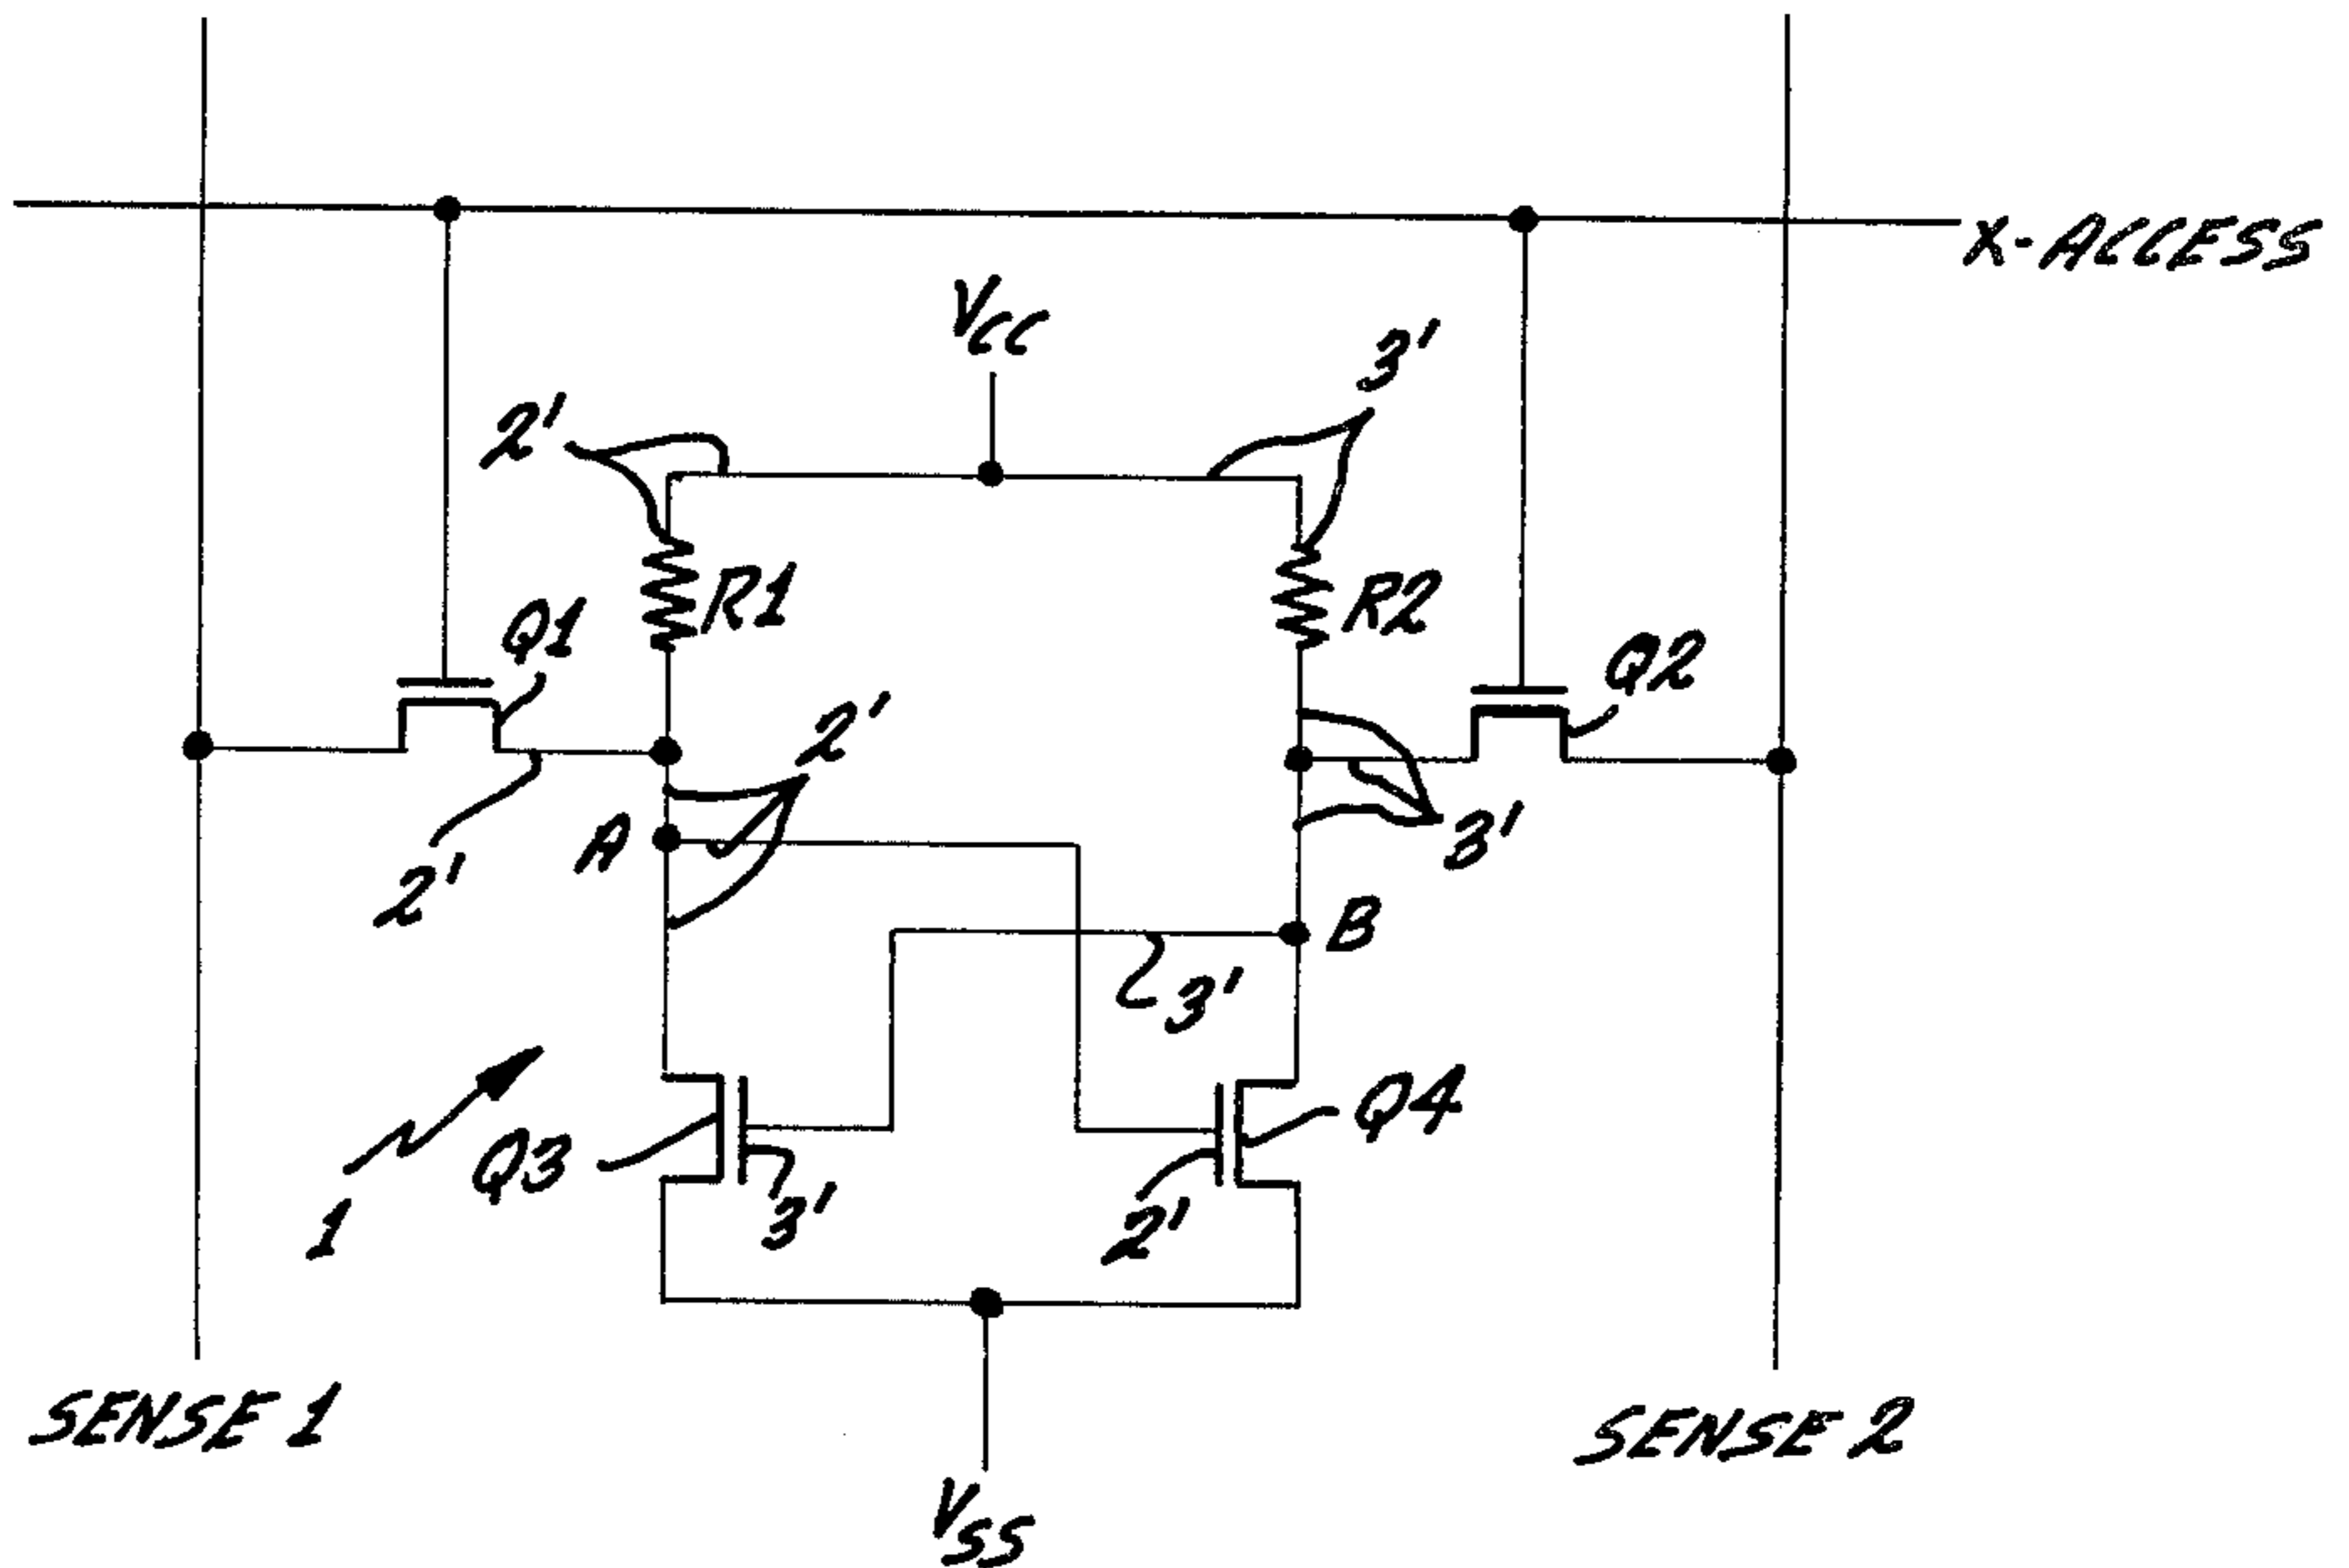 X-ACCESS
VCC
3'
2'
R1
R2
Q1
Q2
2'
A
2'
3'
B
3'
Q3
3'
Q4
2'
1
SENSE 1
SENSE 2
VSS